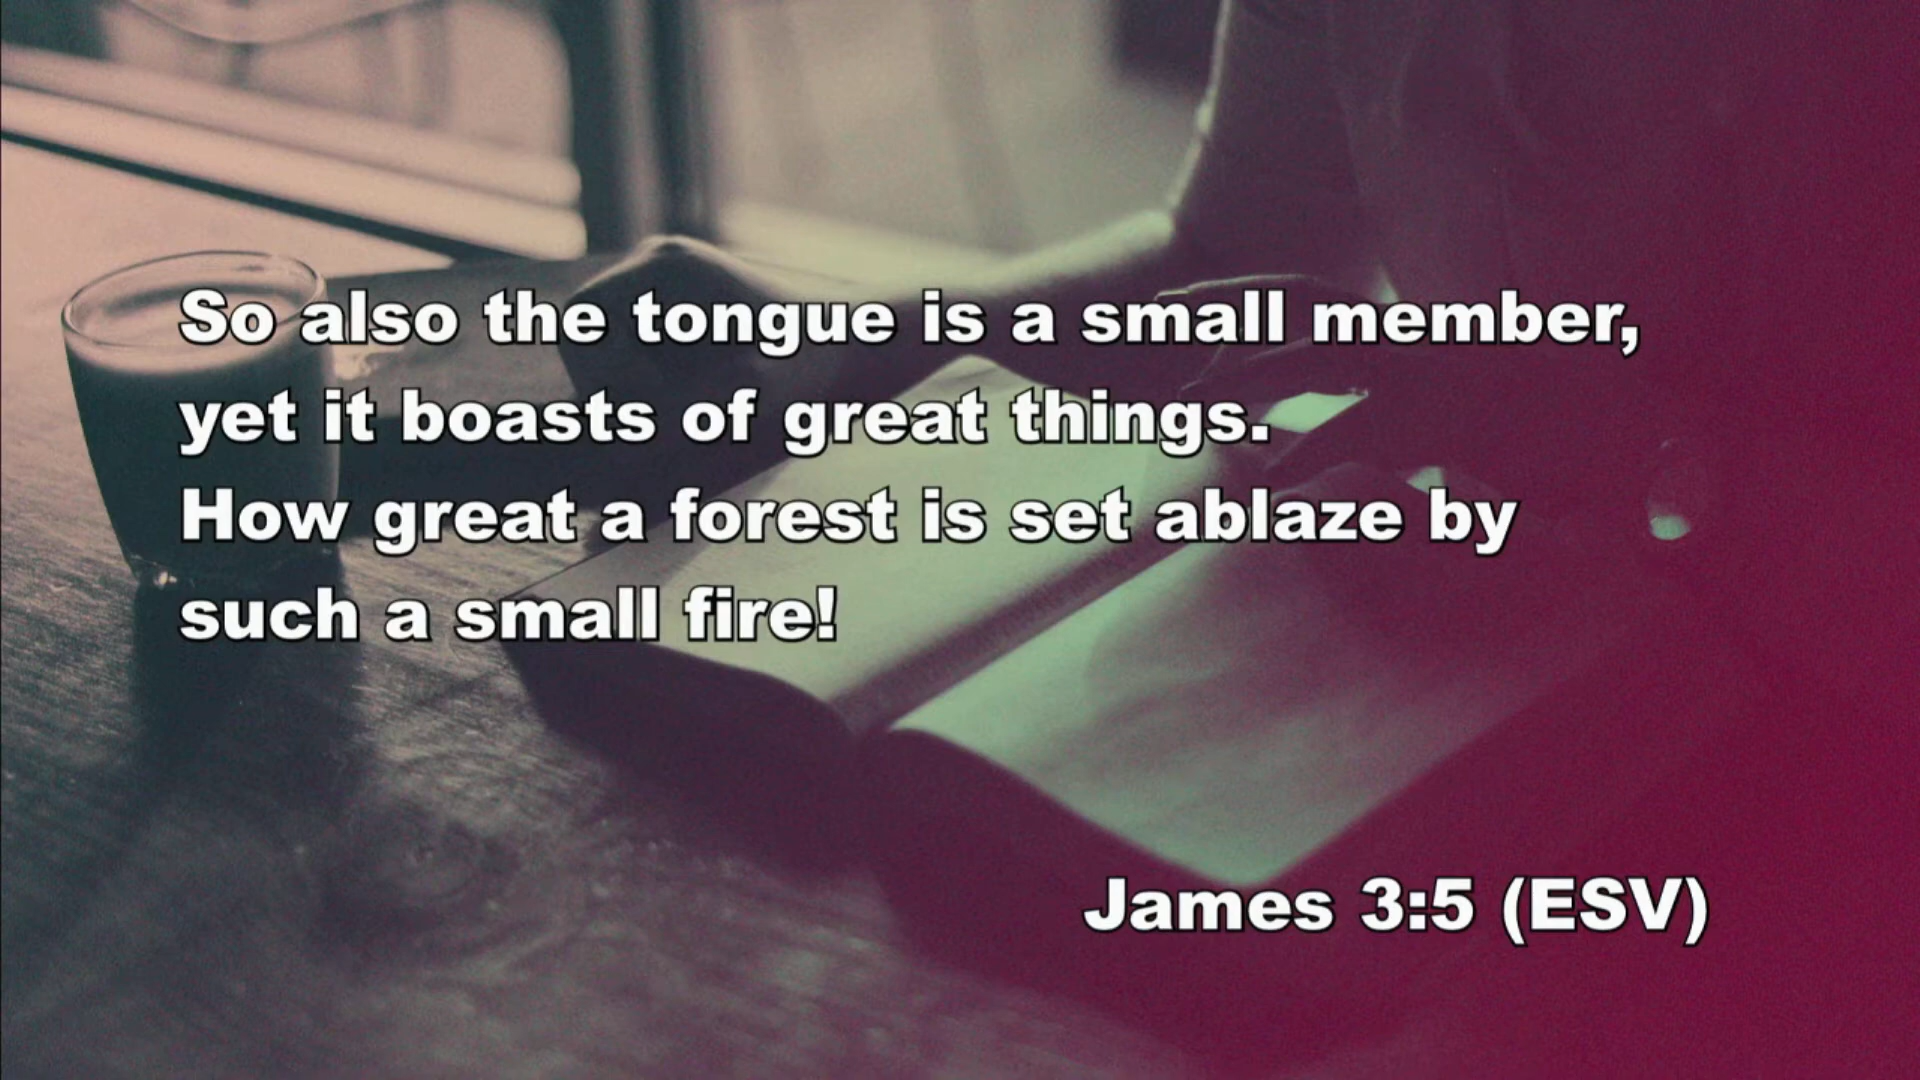 So also the tongue is a small member,
yet it boasts of great things.
How great a forest is set ablaze by
such a small fire!
James 3:5 (ESV)